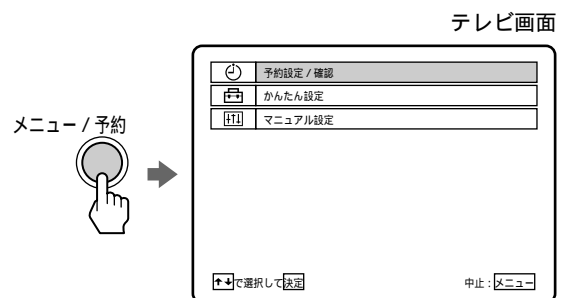 テレビ画面
メニュー / 予約
予約設定 / 確認
かんたん設定
マニュアル設定
↑↓で選択して決定
中止 : メニュー